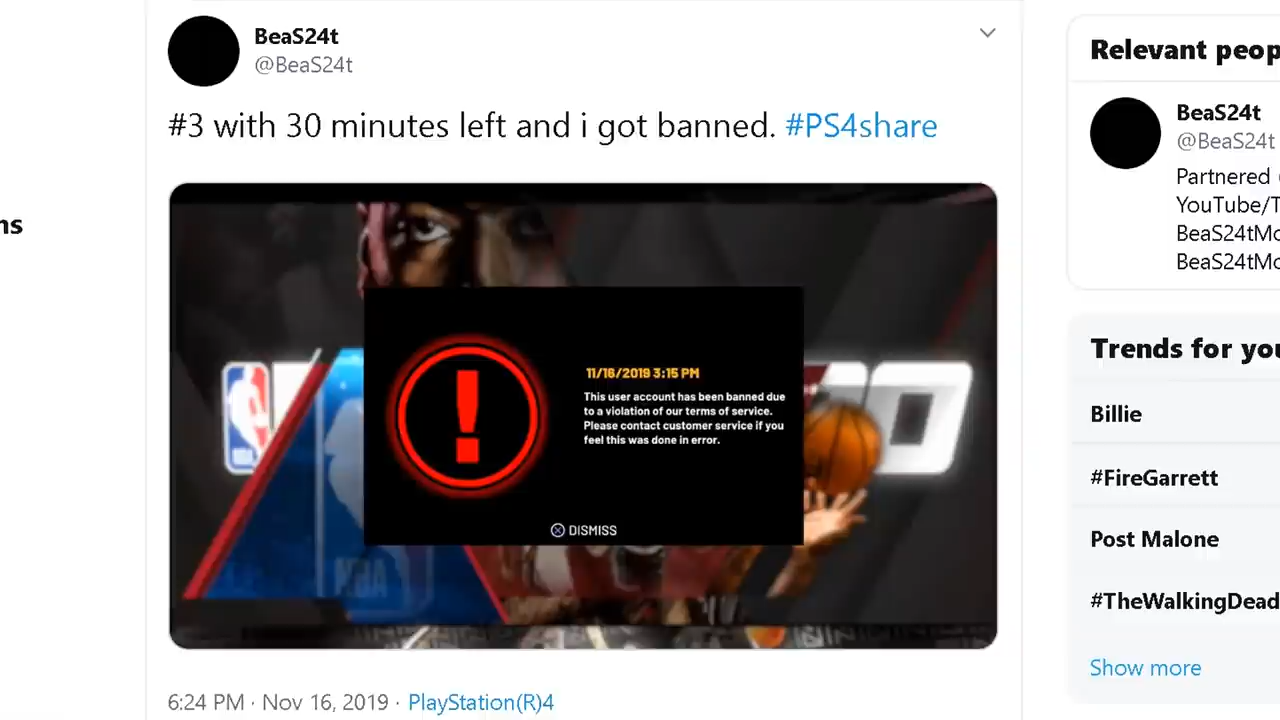 BeaS24t
@BeaS24t
#3 with 30 minutes left and i got banned. #PS4share
11/16/2019 3:15 PM
This user account has been banned due
to a violation of our terms of service.
Please contact customer service if you
feel this was done in error.
DISMISS
NBA
6:24 PM · Nov 16, 2019 · PlayStation(R)4
ns
Relevant peop
BeaS24t
@BeaS24t
Partnered
YouTube/T
BeaS24tMo
BeaS24tMo
Trends for you
Billie
#FireGarrett
Post Malone
#TheWalkingDead
Show more